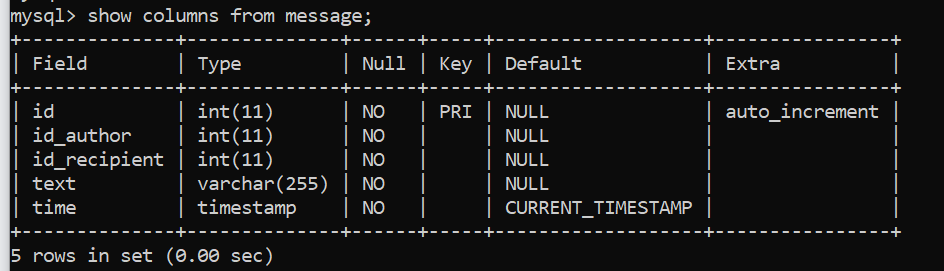 mysql> show columns from message;
+--------------+--------------+------+-----+-------------------+----------------+
| Field        | Type         | Null | Key | Default           | Extra          |
+--------------+--------------+------+-----+-------------------+----------------+
| id           | int(11)      | NO   | PRI | NULL              | auto_increment |
| id_author    | int(11)      | NO   |     | NULL              |                |
| id_recipient | int(11)      | NO   |     | NULL              |                |
| text         | varchar(255) | NO   |     | NULL              |                |
| time         | timestamp    | NO   |     | CURRENT_TIMESTAMP |                |
+--------------+--------------+------+-----+-------------------+----------------+
5 rows in set (0.00 sec)